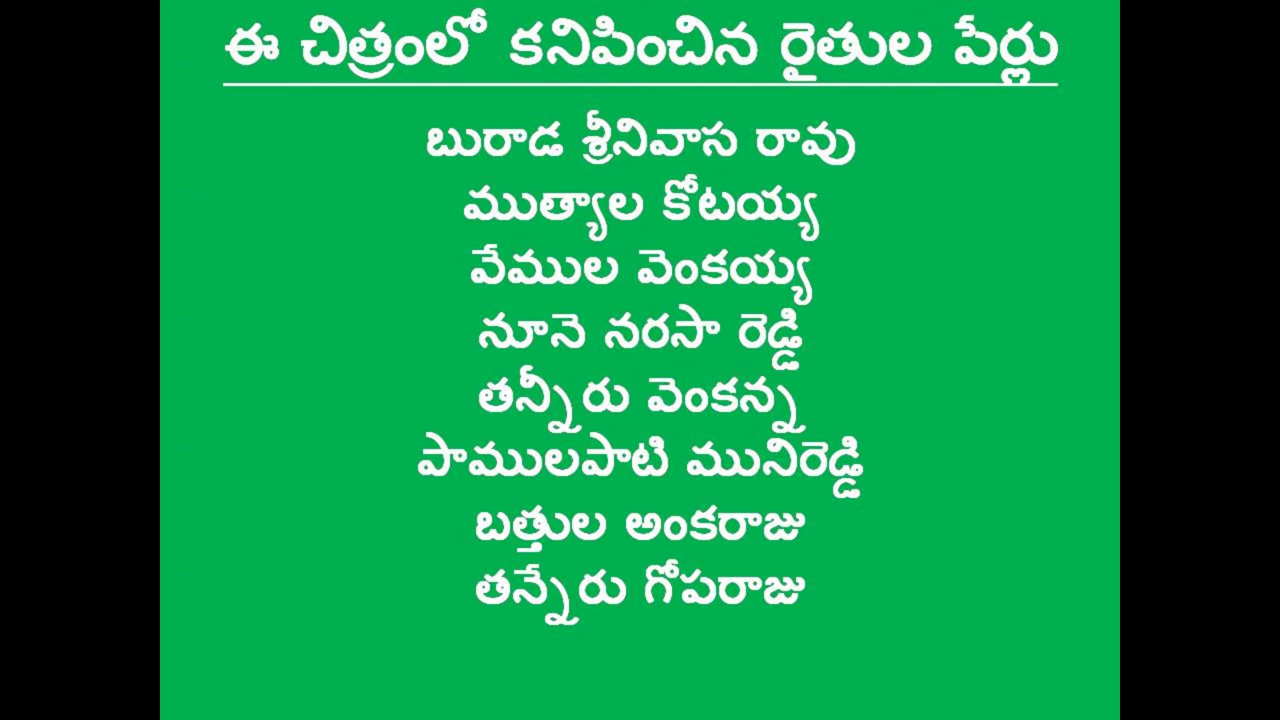 ఈ చిత్రంలో కనిపించిన రైతుల పేర్లు
బురాడ శ్రీనివాస రావు
ముత్యాల కోటయ్య
వేముల వెంకయ్య
నూనె నరసా రెడ్డి
తన్నీరు వెంకన్న
పాములపాటి మునిరెడ్డి
బత్తుల అంకరాజు
తన్నేరు గోపరాజు